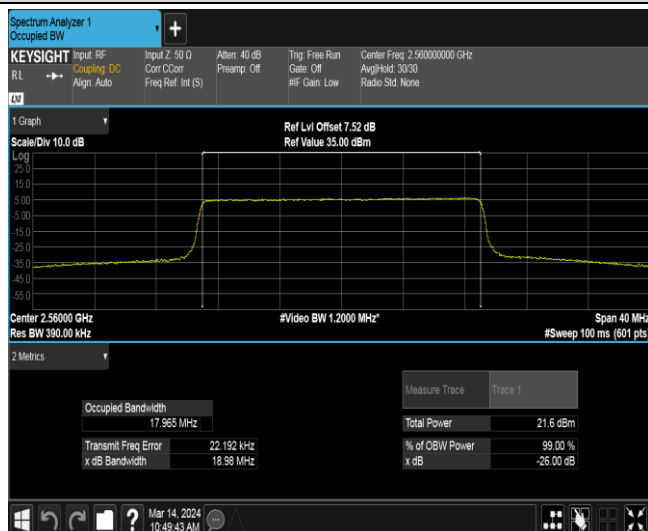 Spectrum Analyzer 1
Occupied BW
+
KEYSIGHT Input: RF Input Z: 50 Ω Atten: 40 dB Trig: Free Run Center Freq: 2.560000000 GHz
RL Coupling: DC Corr CCorr Preamp: Off Gate: Off Avg|Hold: 30/30
Align: Auto Freq Ref: Int (S) #IF Gain: Low Radio Std: None
LXI
1 Graph Ref Lvl Offset 7.52 dB
Scale/Div 10.0 dB Ref Value 35.00 dBm
Log
25.0
15.0
5.00
-5.00
-15.0
-25.0
-35.0
-45.0
-55.0
Center 2.56000 GHz #Video BW 1.2000 MHz* Span 40 MHz
Res BW 390.00 kHz #Sweep 100 ms (601 pts)
2 Metrics
Measure Trace Trace 1
Occupied Bandwidth
17.965 MHz Total Power 21.6 dBm
Transmit Freq Error 22.192 kHz % of OBW Power 99.00 %
x dB Bandwidth 18.98 MHz x dB -26.00 dB
? Mar 14, 2024
10:49:43 AM